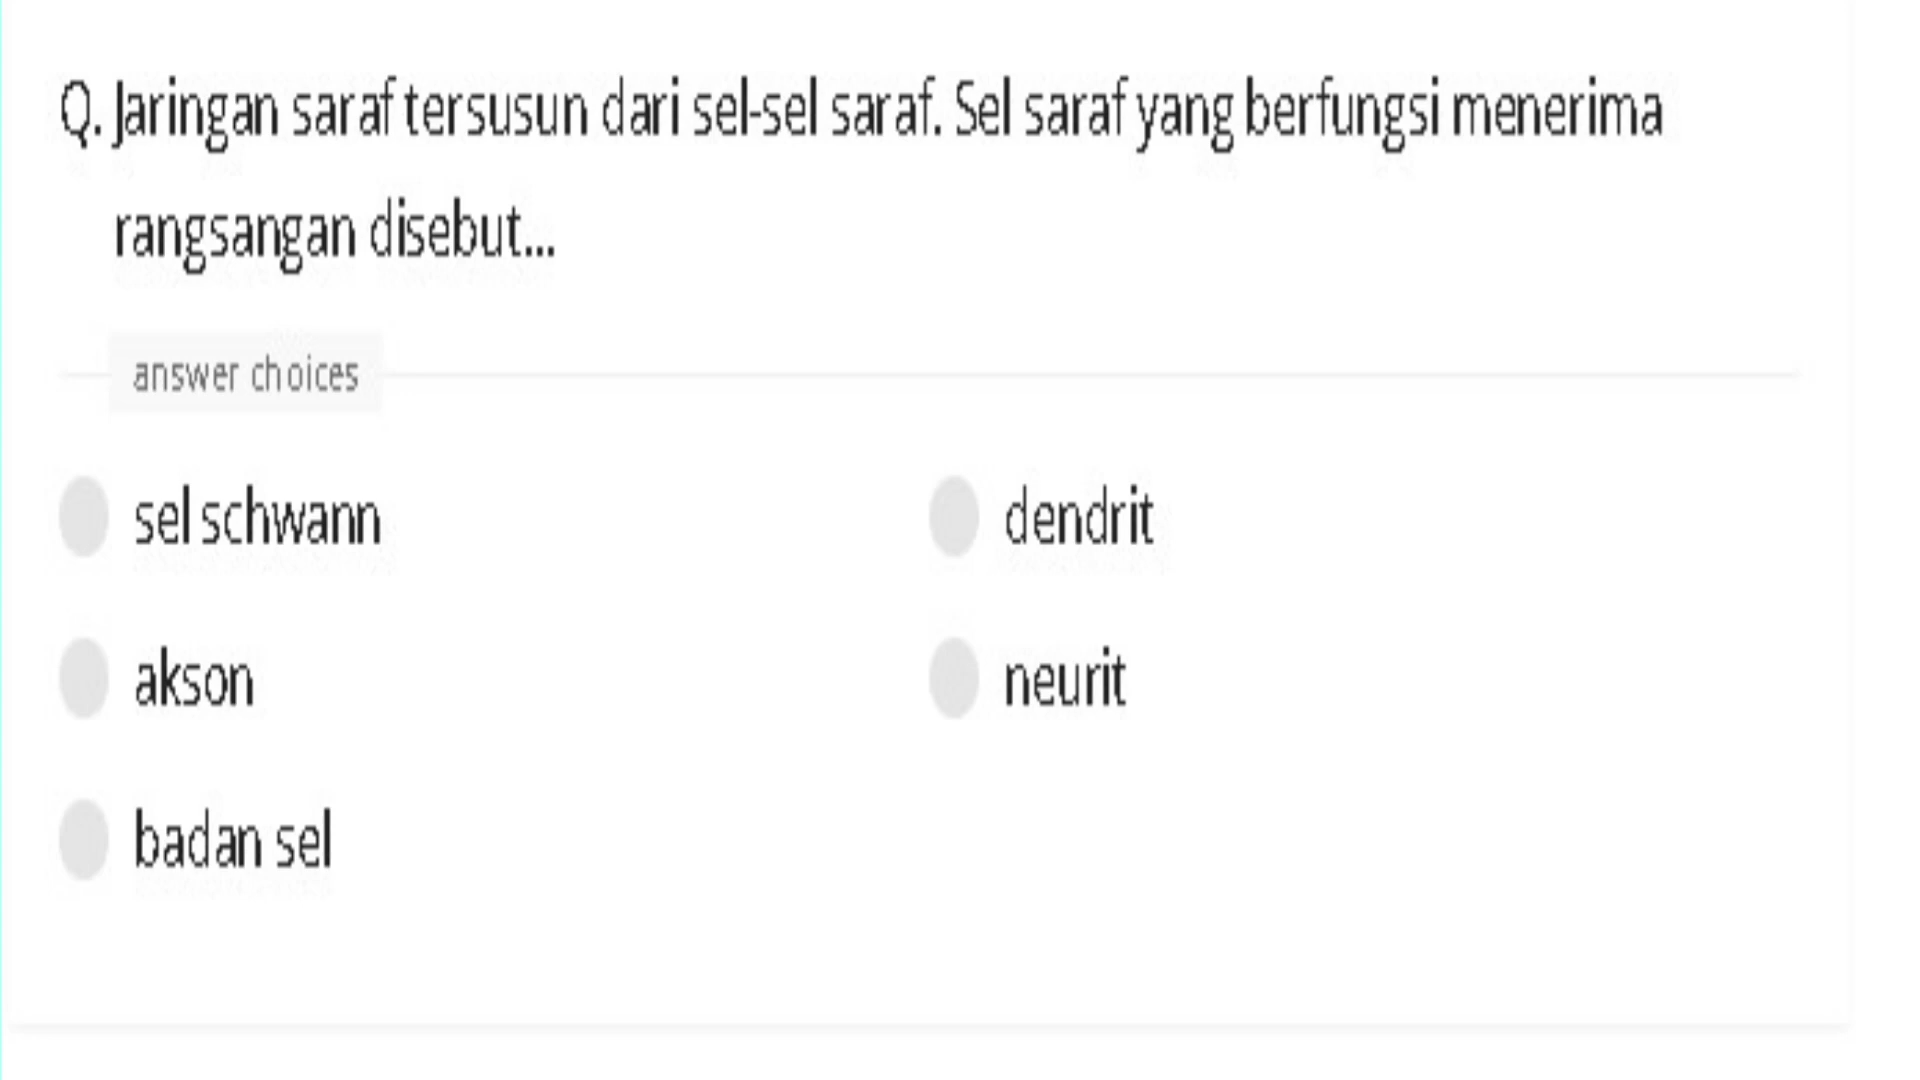 Q. Jaringan saraf tersusun dari sel-sel saraf. Sel saraf yang berfungsi menerima
rangsangan disebut...
answer choices
sel schwann
dendrit
akson
neurit
badan sel